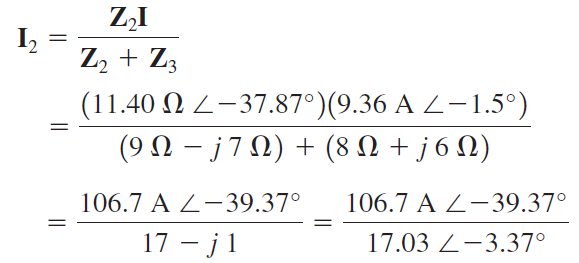 I₂ = Z₂I / (Z₂ + Z₃)
= (11.40 Ω ∠−37.87°)(9.36 A ∠−1.5°) / ((9 Ω − j 7 Ω) + (8 Ω + j 6 Ω))
= 106.7 A ∠−39.37° / (17 − j 1) = 106.7 A ∠−39.37° / (17.03 ∠−3.37°)